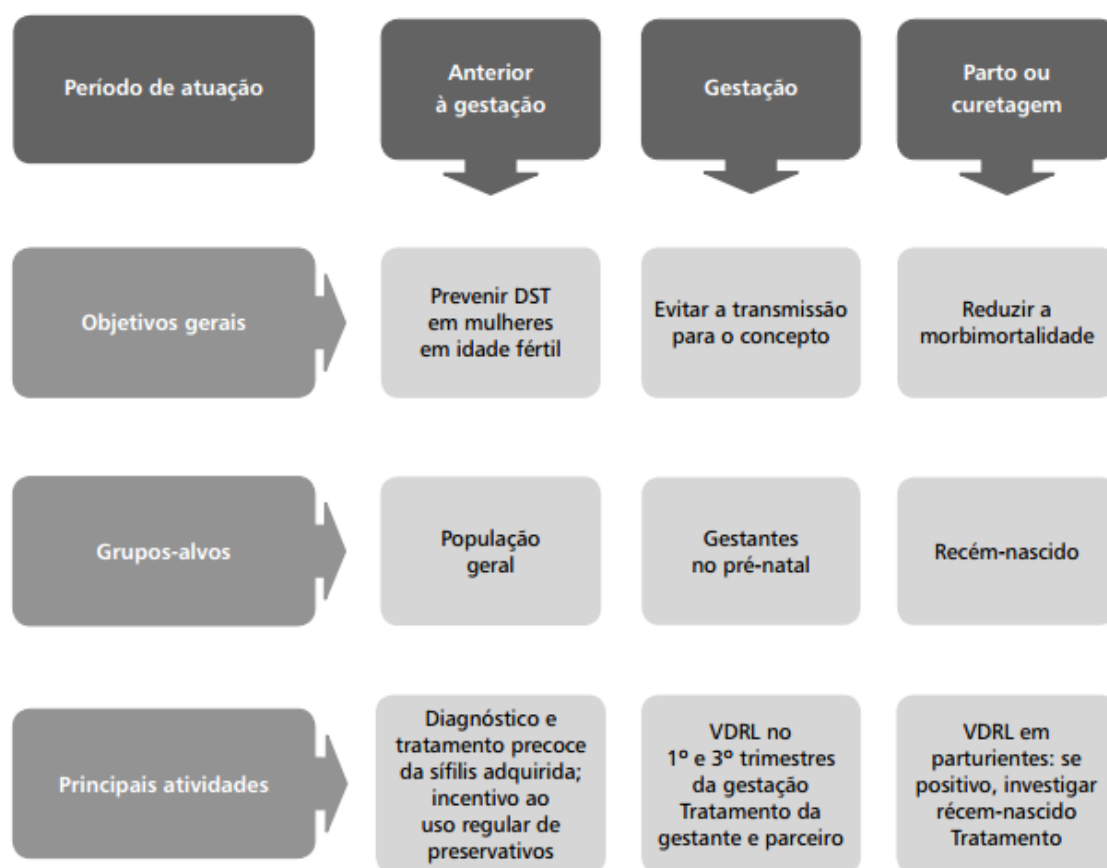 Período de atuação
Anterior
à gestação
Gestação
Parto ou
curetagem
Objetivos gerais
Prevenir DST
em mulheres
em idade fértil
Evitar a transmissão
para o concepto
Reduzir a
morbimortalidade
Grupos-alvos
População
geral
Gestantes
no pré-natal
Recém-nascido
Principais atividades
Diagnóstico e
tratamento precoce
da sífilis adquirida;
incentivo ao
uso regular de
preservativos
VDRL no
1º e 3º trimestres
da gestação
Tratamento da
gestante e parceiro
VDRL em
parturientes: se
positivo, investigar
récem-nascido
Tratamento